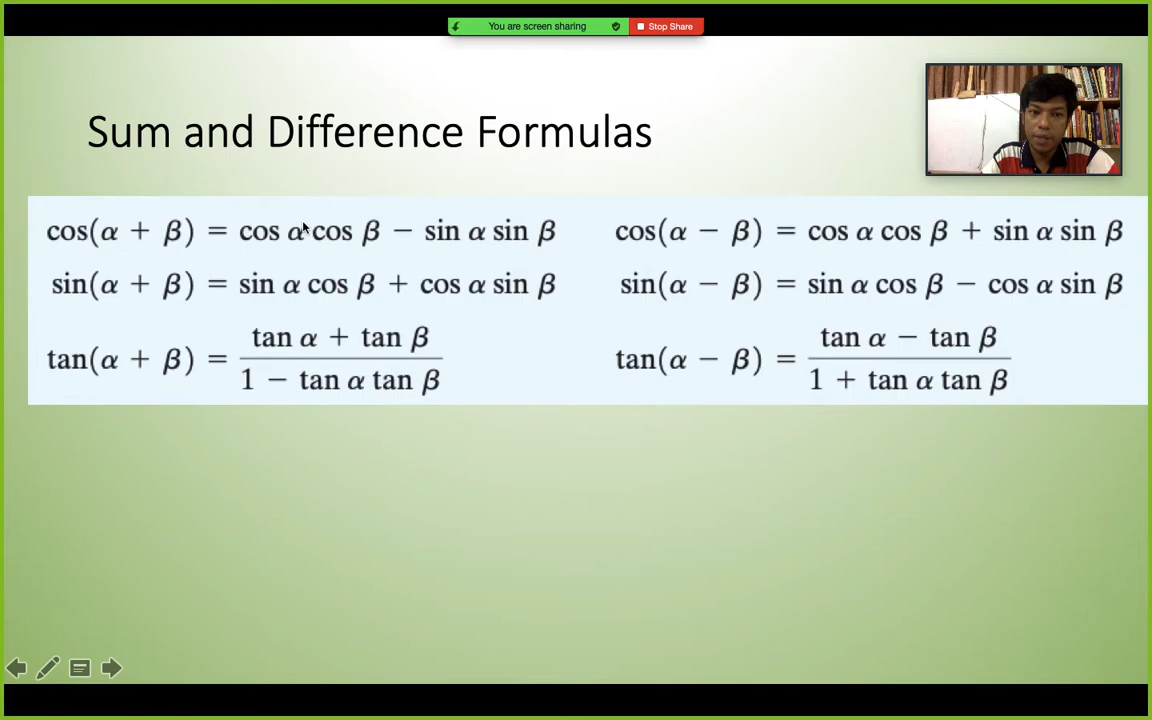 You are screen sharing Stop Share
Sum and Difference Formulas
cos(α + β) = cos α cos β − sin α sin β
sin(α + β) = sin α cos β + cos α sin β
tan(α + β) = tan α + tan β / 1 − tan α tan β
cos(α − β) = cos α cos β + sin α sin β
sin(α − β) = sin α cos β − cos α sin β
tan(α − β) = tan α − tan β / 1 + tan α tan β